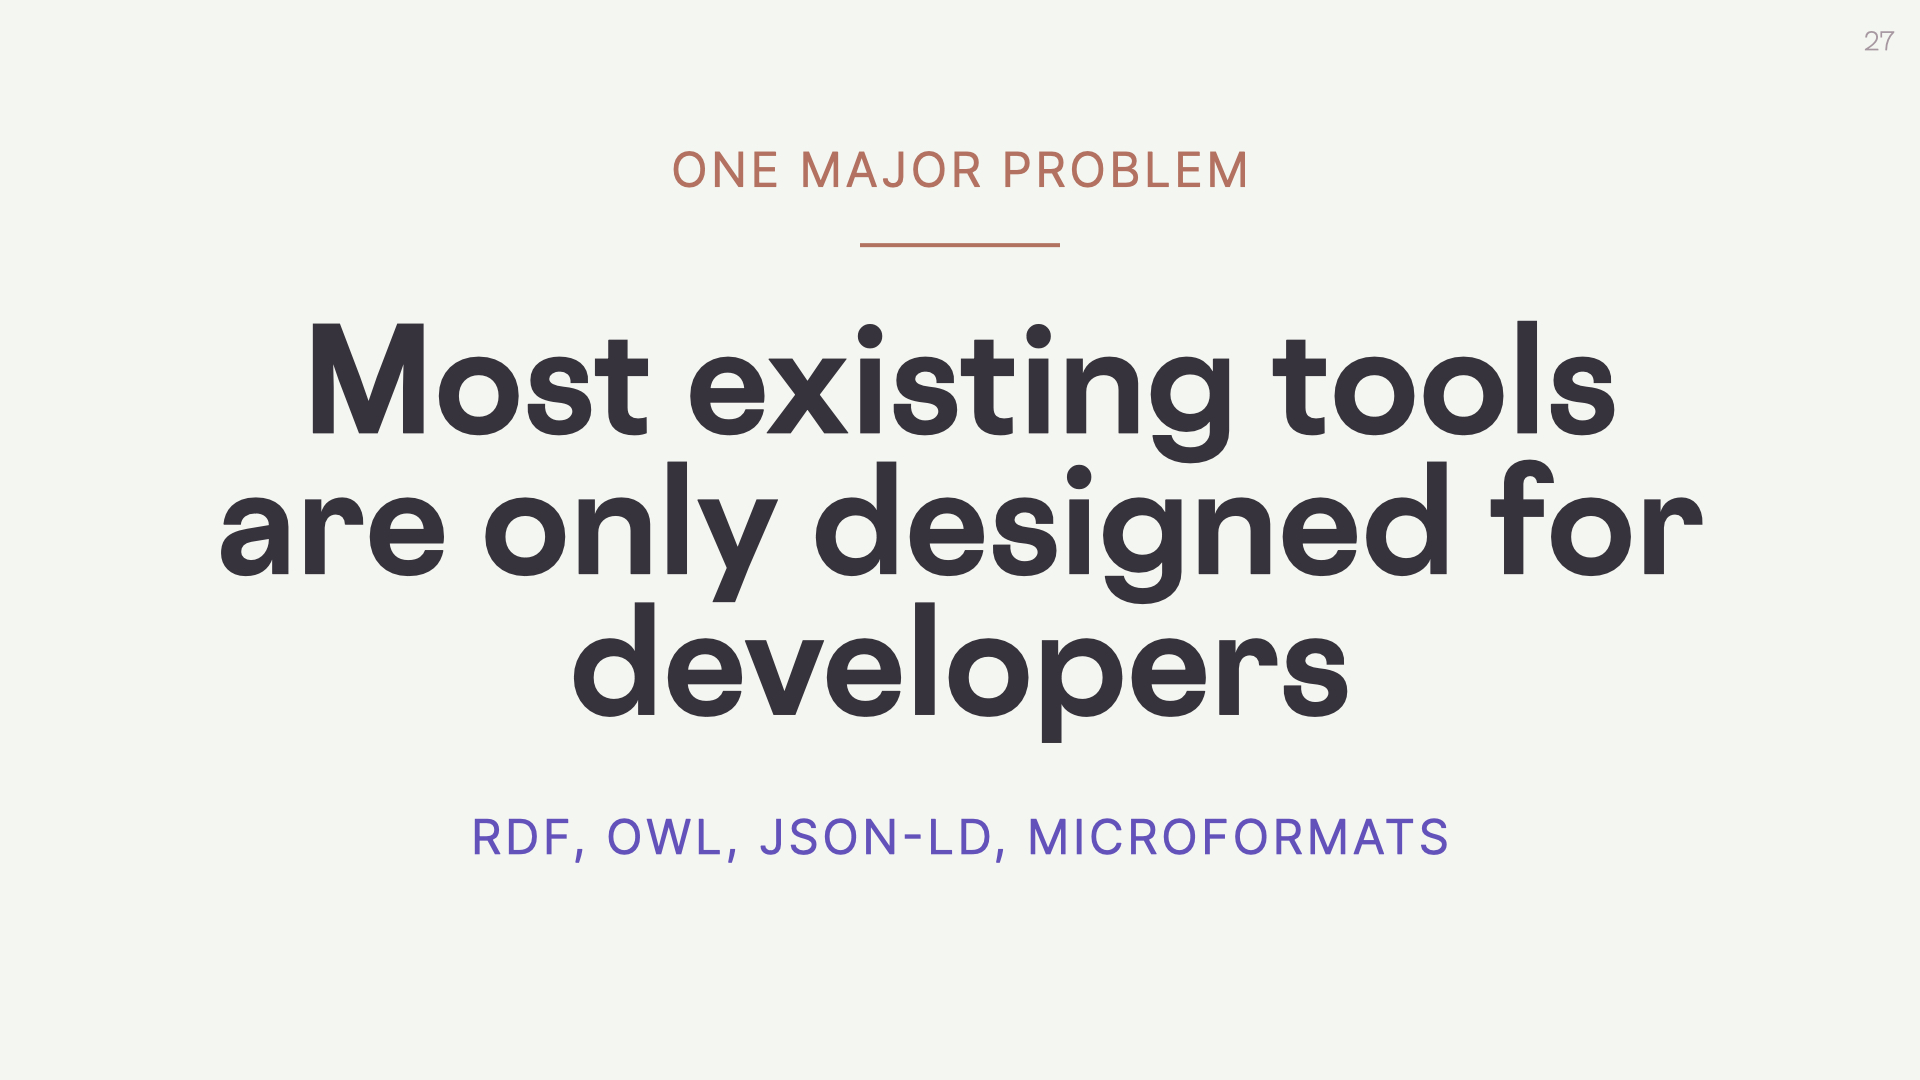 27
ONE MAJOR PROBLEM
Most existing tools
are only designed for
developers
RDF, OWL, JSON-LD, MICROFORMATS